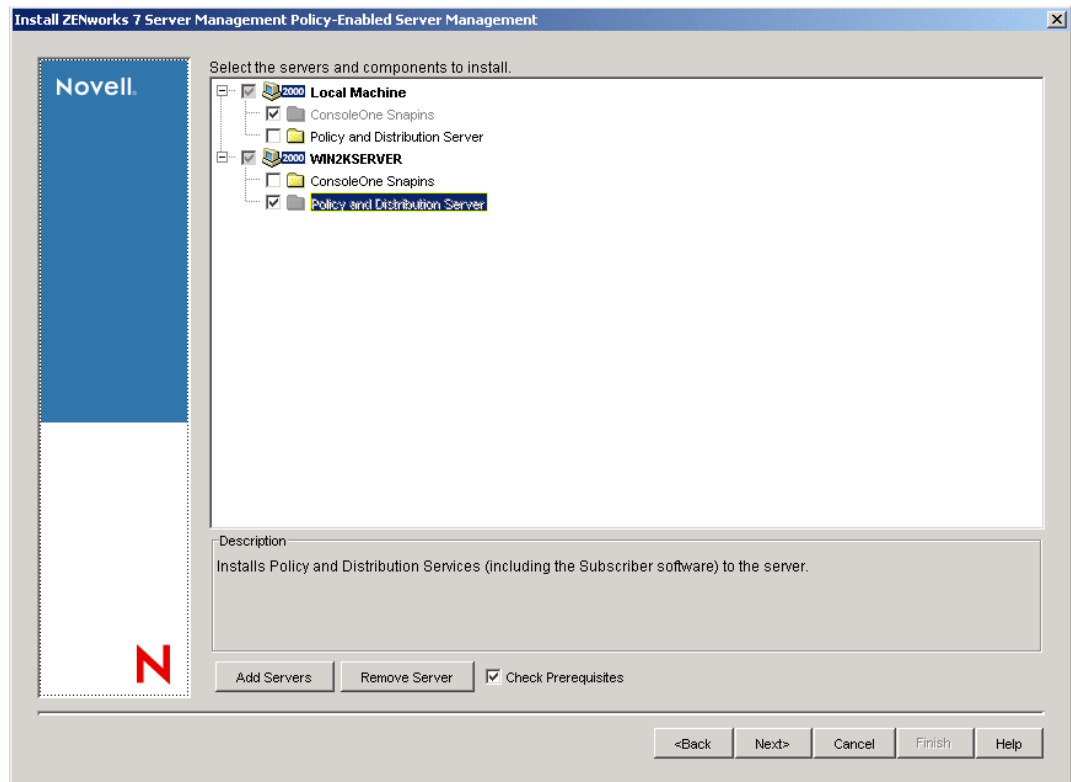 Install ZENworks 7 Server Management Policy-Enabled Server Management
Novell.
Select the servers and components to install.
2000 Local Machine
ConsoleOne Snapins
Policy and Distribution Server
2000 WIN2KSERVER
ConsoleOne Snapins
Policy and Distribution Server
Description
Installs Policy and Distribution Services (including the Subscriber software) to the server.
N
Add Servers Remove Server Check Prerequisites
<Back Next> Cancel Finish Help